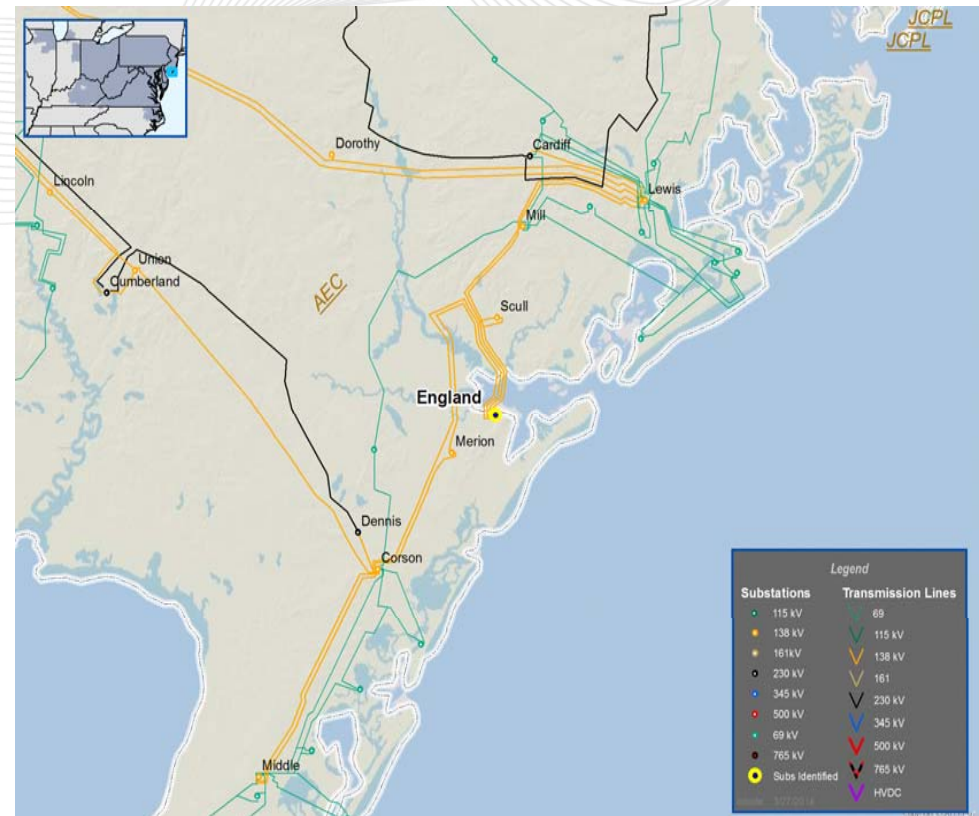 JCPL
JCPL
Dorothy
Cardiff
Lincoln
Lewis
Mill
Union
Cumberland
AEC
Scull
England
Merion
Dennis
Corson
Middle
Legend
Substations
115 kV
138 kV
161kV
230 kV
345 kV
500 kV
69 kV
765 kV
Subs Identified
Transmission Lines
69
115 kV
138 kV
161
230 kV
345 kV
500 kV
765 kV
HVDC